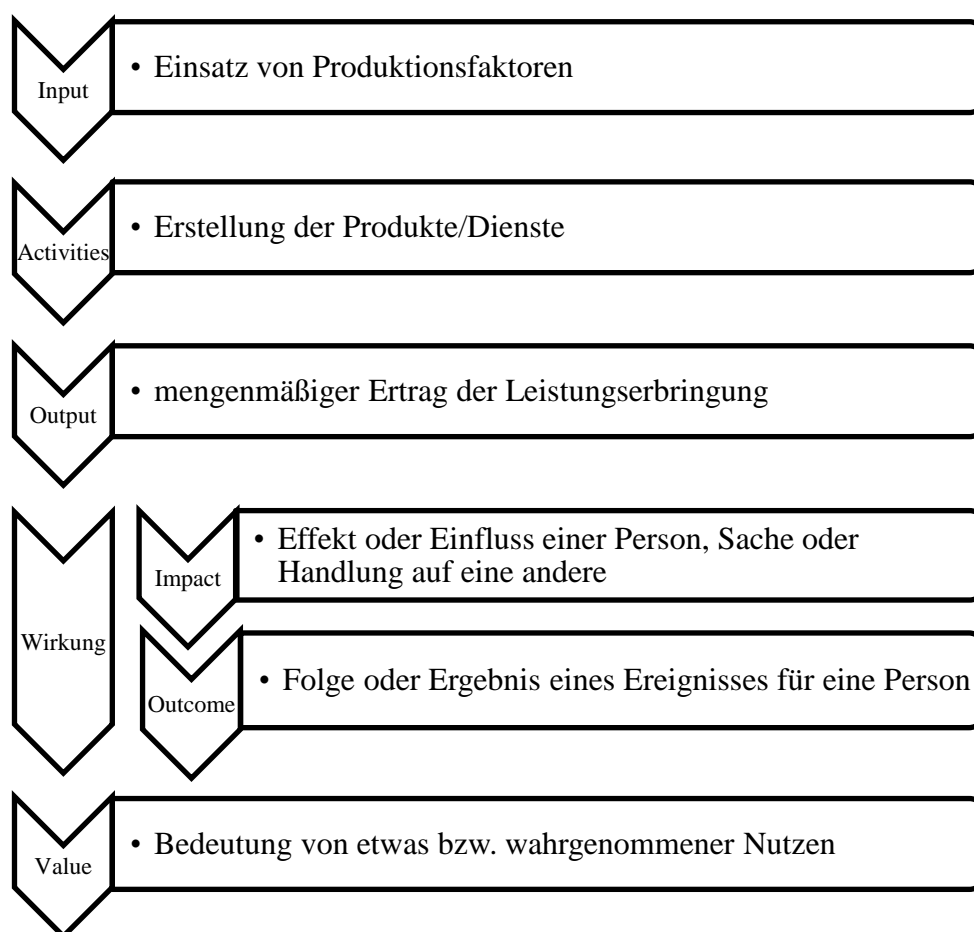 Input
• Einsatz von Produktionsfaktoren
Activities
• Erstellung der Produkte/Dienste
Output
• mengenmäßiger Ertrag der Leistungserbringung
Wirkung
Impact
• Effekt oder Einfluss einer Person, Sache oder
Handlung auf eine andere
Outcome
• Folge oder Ergebnis eines Ereignisses für eine Person
Value
• Bedeutung von etwas bzw. wahrgenommener Nutzen